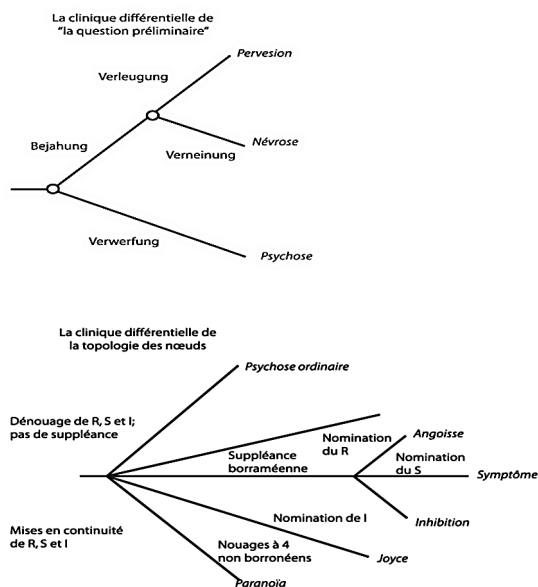 La clinique différentielle de
"la question préliminaire"
Pervesion
Verleugung
Névrose
Bejahung
Verneinung
Verwerfung
Psychose
La clinique différentielle de
la topologie des nœuds
Psychose ordinaire
Dénouage de R, S et I;
pas de suppléance
Nomination
du R
Angoisse
Suppléance
borraméenne
Nomination
du S
Symptôme
Mises en continuité
de R, S et I
Nomination de I
Inhibition
Nouages à 4
non borronéens
Joyce
Paranoïa